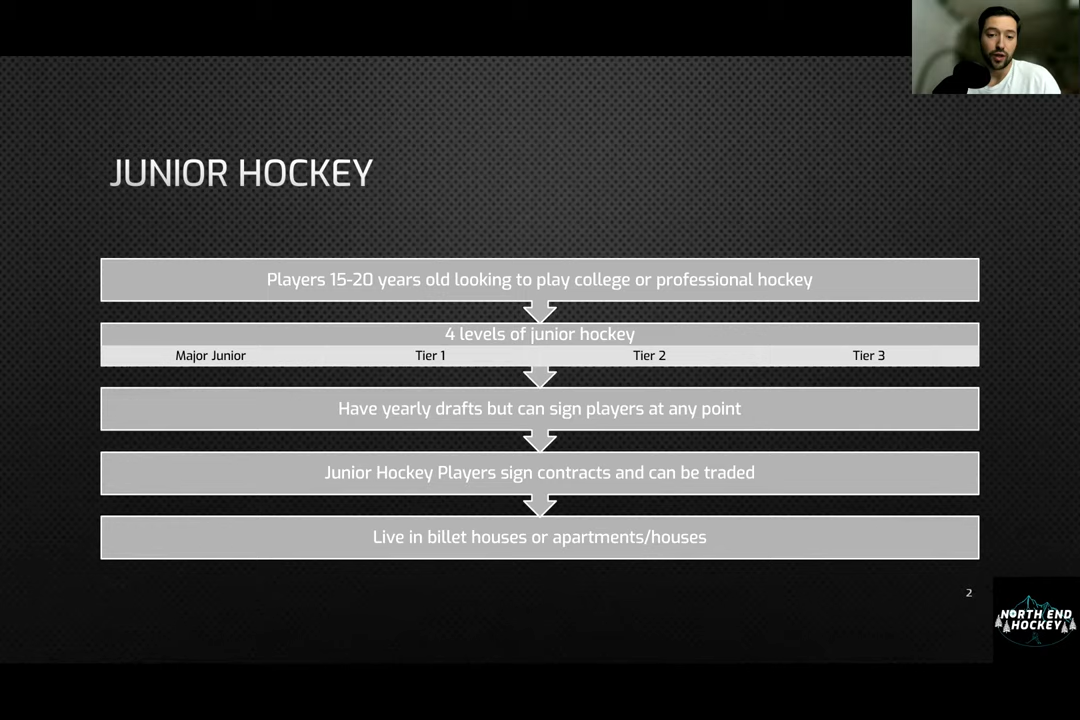 JUNIOR HOCKEY
Players 15-20 years old looking to play college or professional hockey
4 levels of junior hockey
Major Junior
Tier 1
Tier 2
Tier 3
Have yearly drafts but can sign players at any point
Junior Hockey Players sign contracts and can be traded
Live in billet houses or apartments/houses
2
NORTH END
HOCKEY